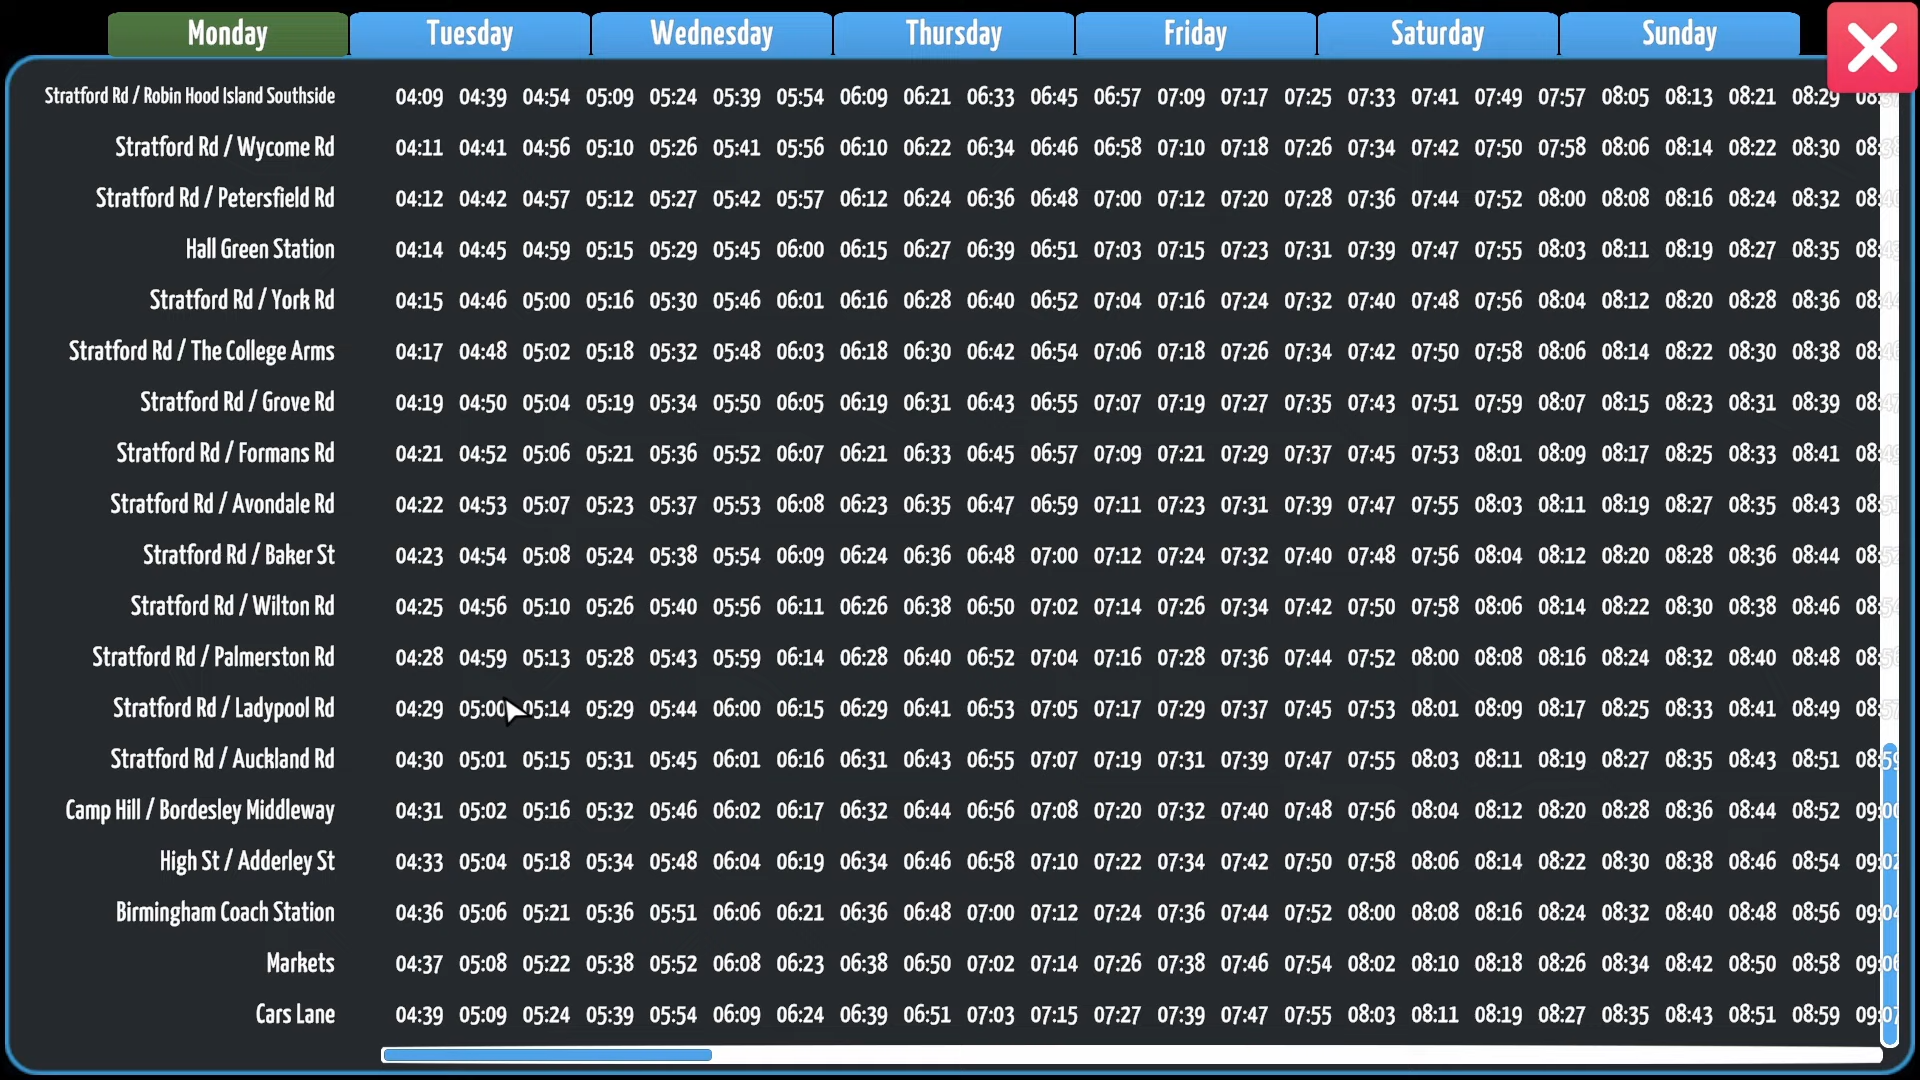 Monday Tuesday Wednesday Thursday Friday Saturday Sunday
Stratford Rd / Robin Hood Island Southside 04:09 04:39 04:54 05:09 05:24 05:39 05:54 06:09 06:21 06:33 06:45 06:57 07:09 07:17 07:25 07:33 07:41 07:49 07:57 08:05 08:13 08:21 08:29
Stratford Rd / Wycome Rd 04:11 04:41 04:56 05:10 05:26 05:41 05:56 06:10 06:22 06:34 06:46 06:58 07:10 07:18 07:26 07:34 07:42 07:50 07:58 08:06 08:14 08:22 08:30 08:38
Stratford Rd / Petersfield Rd 04:12 04:42 04:57 05:12 05:27 05:42 05:57 06:12 06:24 06:36 06:48 07:00 07:12 07:20 07:28 07:36 07:44 07:52 08:00 08:08 08:16 08:24 08:32 08:40
Hall Green Station 04:14 04:45 04:59 05:15 05:29 05:45 06:00 06:15 06:27 06:39 06:51 07:03 07:15 07:23 07:31 07:39 07:47 07:55 08:03 08:11 08:19 08:27 08:35 08:43
Stratford Rd / York Rd 04:15 04:46 05:00 05:16 05:30 05:46 06:01 06:16 06:28 06:40 06:52 07:04 07:16 07:24 07:32 07:40 07:48 07:56 08:04 08:12 08:20 08:28 08:36 08:44
Stratford Rd / The College Arms 04:17 04:48 05:02 05:18 05:32 05:48 06:03 06:18 06:30 06:42 06:54 07:06 07:18 07:26 07:34 07:42 07:50 07:58 08:06 08:14 08:22 08:30 08:38 08:46
Stratford Rd / Grove Rd 04:19 04:50 05:04 05:19 05:34 05:50 06:05 06:19 06:31 06:43 06:55 07:07 07:19 07:27 07:35 07:43 07:51 07:59 08:07 08:15 08:23 08:31 08:39 08:47
Stratford Rd / Formans Rd 04:21 04:52 05:06 05:21 05:36 05:52 06:07 06:21 06:33 06:45 06:57 07:09 07:21 07:29 07:37 07:45 07:53 08:01 08:09 08:17 08:25 08:33 08:41 08:49
Stratford Rd / Avondale Rd 04:22 04:53 05:07 05:23 05:37 05:53 06:08 06:23 06:35 06:47 06:59 07:11 07:23 07:31 07:39 07:47 07:55 08:03 08:11 08:19 08:27 08:35 08:43 08:51
Stratford Rd / Baker St 04:23 04:54 05:08 05:24 05:38 05:54 06:09 06:24 06:36 06:48 07:00 07:12 07:24 07:32 07:40 07:48 07:56 08:04 08:12 08:20 08:28 08:36 08:44 08:52
Stratford Rd / Wilton Rd 04:25 04:56 05:10 05:26 05:40 05:56 06:11 06:26 06:38 06:50 07:02 07:14 07:26 07:34 07:42 07:50 07:58 08:06 08:14 08:22 08:30 08:38 08:46 08:54
Stratford Rd / Palmerston Rd 04:28 04:59 05:13 05:28 05:43 05:59 06:14 06:28 06:40 06:52 07:04 07:16 07:28 07:36 07:44 07:52 08:00 08:08 08:16 08:24 08:32 08:40 08:48 08:56
Stratford Rd / Ladypool Rd 04:29 05:00 05:14 05:29 05:44 06:00 06:15 06:29 06:41 06:53 07:05 07:17 07:29 07:37 07:45 07:53 08:01 08:09 08:17 08:25 08:33 08:41 08:49 08:57
Stratford Rd / Auckland Rd 04:30 05:01 05:15 05:31 05:45 06:01 06:16 06:31 06:43 06:55 07:07 07:19 07:31 07:39 07:47 07:55 08:03 08:11 08:19 08:27 08:35 08:43 08:51 08:59
Camp Hill / Bordesley Middleway 04:31 05:02 05:16 05:32 05:46 06:02 06:17 06:32 06:44 06:56 07:08 07:20 07:32 07:40 07:48 07:56 08:04 08:12 08:20 08:28 08:36 08:44 08:52 09:00
High St / Adderley St 04:33 05:04 05:18 05:34 05:48 06:04 06:19 06:34 06:46 06:58 07:10 07:22 07:34 07:42 07:50 07:58 08:06 08:14 08:22 08:30 08:38 08:46 08:54 09:02
Birmingham Coach Station 04:36 05:06 05:21 05:36 05:51 06:06 06:21 06:36 06:48 07:00 07:12 07:24 07:36 07:44 07:52 08:00 08:08 08:16 08:24 08:32 08:40 08:48 08:56 09:04
Markets 04:37 05:08 05:22 05:38 05:52 06:08 06:23 06:38 06:50 07:02 07:14 07:26 07:38 07:46 07:54 08:02 08:10 08:18 08:26 08:34 08:42 08:50 08:58 09:06
Cars Lane 04:39 05:09 05:24 05:39 05:54 06:09 06:24 06:39 06:51 07:03 07:15 07:27 07:39 07:47 07:55 08:03 08:11 08:19 08:27 08:35 08:43 08:51 08:59 09:07